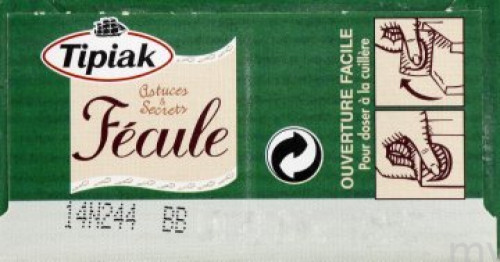 Tipiak
Astuces
&
Secrets
Fécule
OUVERTURE FACILE
Pour doser à la cuillère
14N244 BB